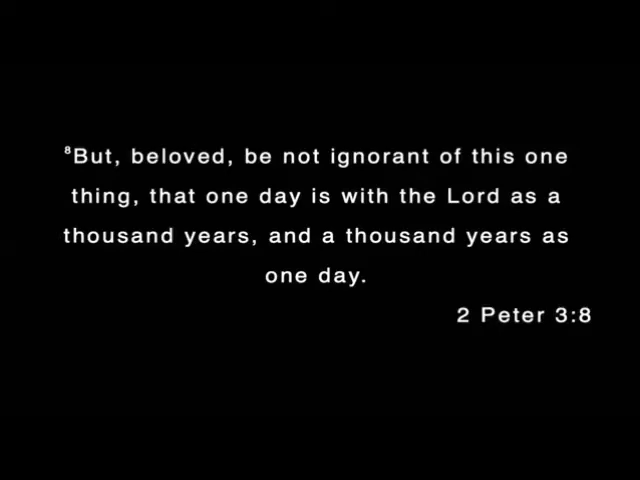 ⁸But, beloved, be not ignorant of this one
thing, that one day is with the Lord as a
thousand years, and a thousand years as
one day.
2 Peter 3:8